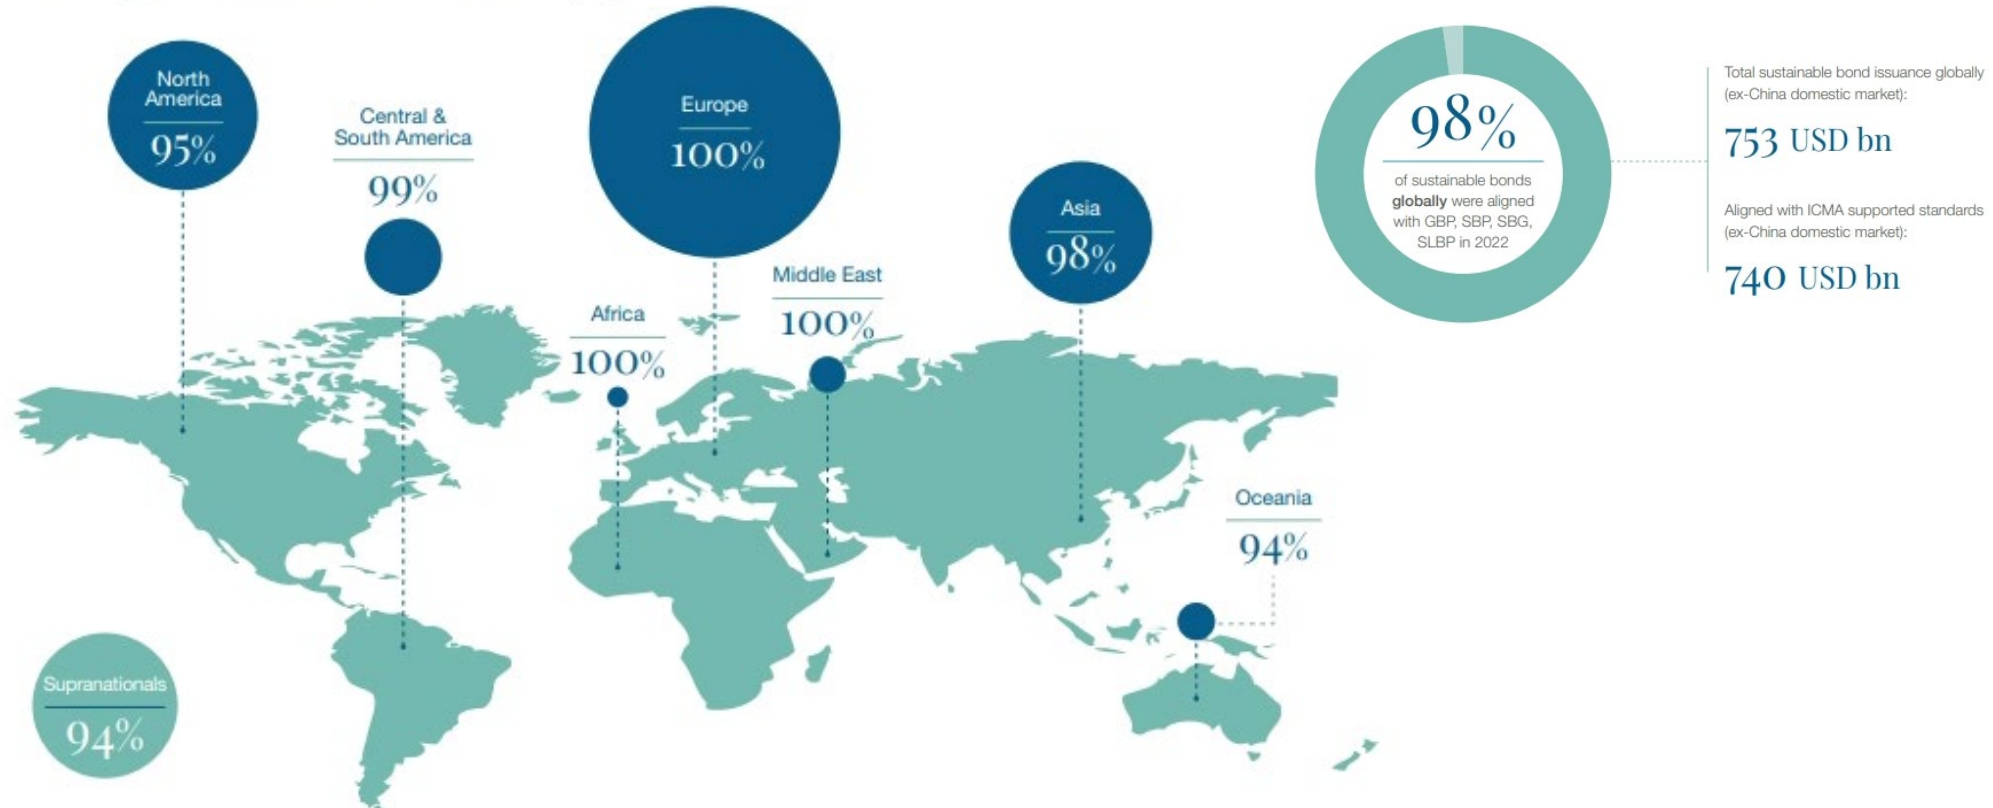 North
America
95%
Central &
South America
99%
Europe
100%
Africa
100%
Middle East
100%
Asia
98%
Oceania
94%
Supranationals
94%
98%
of sustainable bonds
globally were aligned
with GBP, SBP, SBG,
SLBP in 2022
Total sustainable bond issuance globally
(ex-China domestic market):
753 USD bn
Aligned with ICMA supported standards
(ex-China domestic market):
740 USD bn